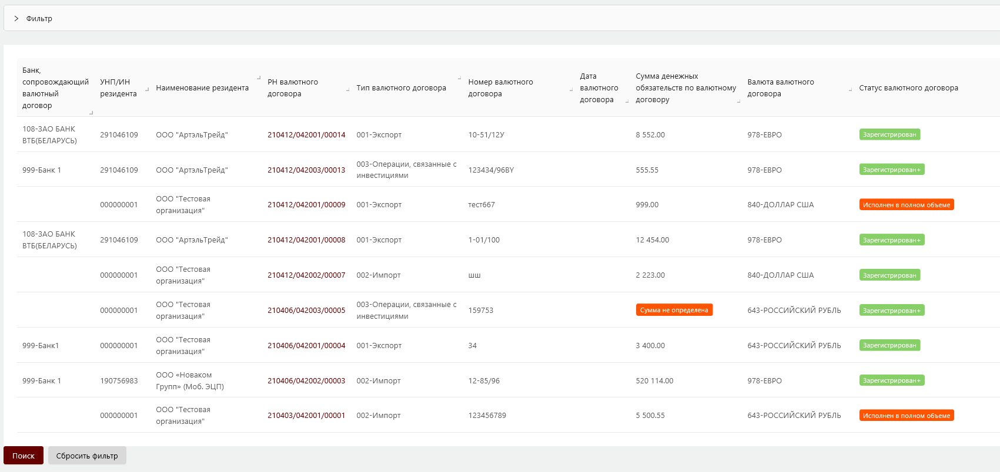 Фильтр
Банк, сопровождающий валютный договор
УНП/ИН резидента
Наименование резидента
РН валютного договора
Тип валютного договора
Номер валютного договора
Дата валютного договора
Сумма денежных обязательств по валютному договору
Валюта валютного договора
Статус валютного договора
108-ЗАО БАНК ВТБ(БЕЛАРУСЬ) 291046109 ООО "АртэльТрейд" 210412/042001/00014 001-Экспорт 10-51/12У 8 552.00 978-ЕВРО Зарегистрирован
999-Банк 1 291046109 ООО "АртэльТрейд" 210412/042003/00013 003-Операции, связанные с инвестициями 123434/96BY 555.55 978-ЕВРО Зарегистрирован+
000000001 ООО "Тестовая организация" 210412/042001/00009 001-Экспорт тест667 999.00 840-ДОЛЛАР США Исполнен в полном объеме
108-ЗАО БАНК ВТБ(БЕЛАРУСЬ) 291046109 ООО "АртэльТрейд" 210412/042001/00008 001-Экспорт 1-01/100 12 454.00 978-ЕВРО Зарегистрирован+
000000001 ООО "Тестовая организация" 210412/042002/00007 002-Импорт шш 2 223.00 840-ДОЛЛАР США Зарегистрирован
000000001 ООО "Тестовая организация" 210406/042003/00005 003-Операции, связанные с инвестициями 159753 Сумма не определена 643-РОССИЙСКИЙ РУБЛЬ Зарегистрирован+
999-Банк1 000000001 ООО "Тестовая организация" 210406/042001/00004 001-Экспорт 34 3 400.00 643-РОССИЙСКИЙ РУБЛЬ Зарегистрирован
999-Банк 1 190756983 ООО «Новаком Групп» (Моб. ЭЦП) 210406/042002/00003 002-Импорт 12-85/96 520 114.00 978-ЕВРО Зарегистрирован+
000000001 ООО "Тестовая организация" 210403/042001/00001 002-Импорт 123456789 5 500.55 643-РОССИЙСКИЙ РУБЛЬ Исполнен в полном объеме
Поиск Сбросить фильтр